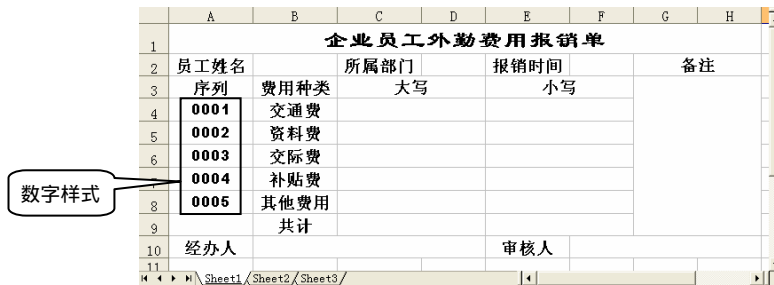 A B C D E F G H
1 企业员工外勤费用报销单
2 员工姓名 所属部门 报销时间 备注
3 序列 费用种类 大写 小写
4 0001 交通费
5 0002 资料费
6 0003 交际费
0004 补贴费
数字样式
8 0005 其他费用
9 共计
10 经办人 审核人
11
Sheet1 Sheet2 Sheet3